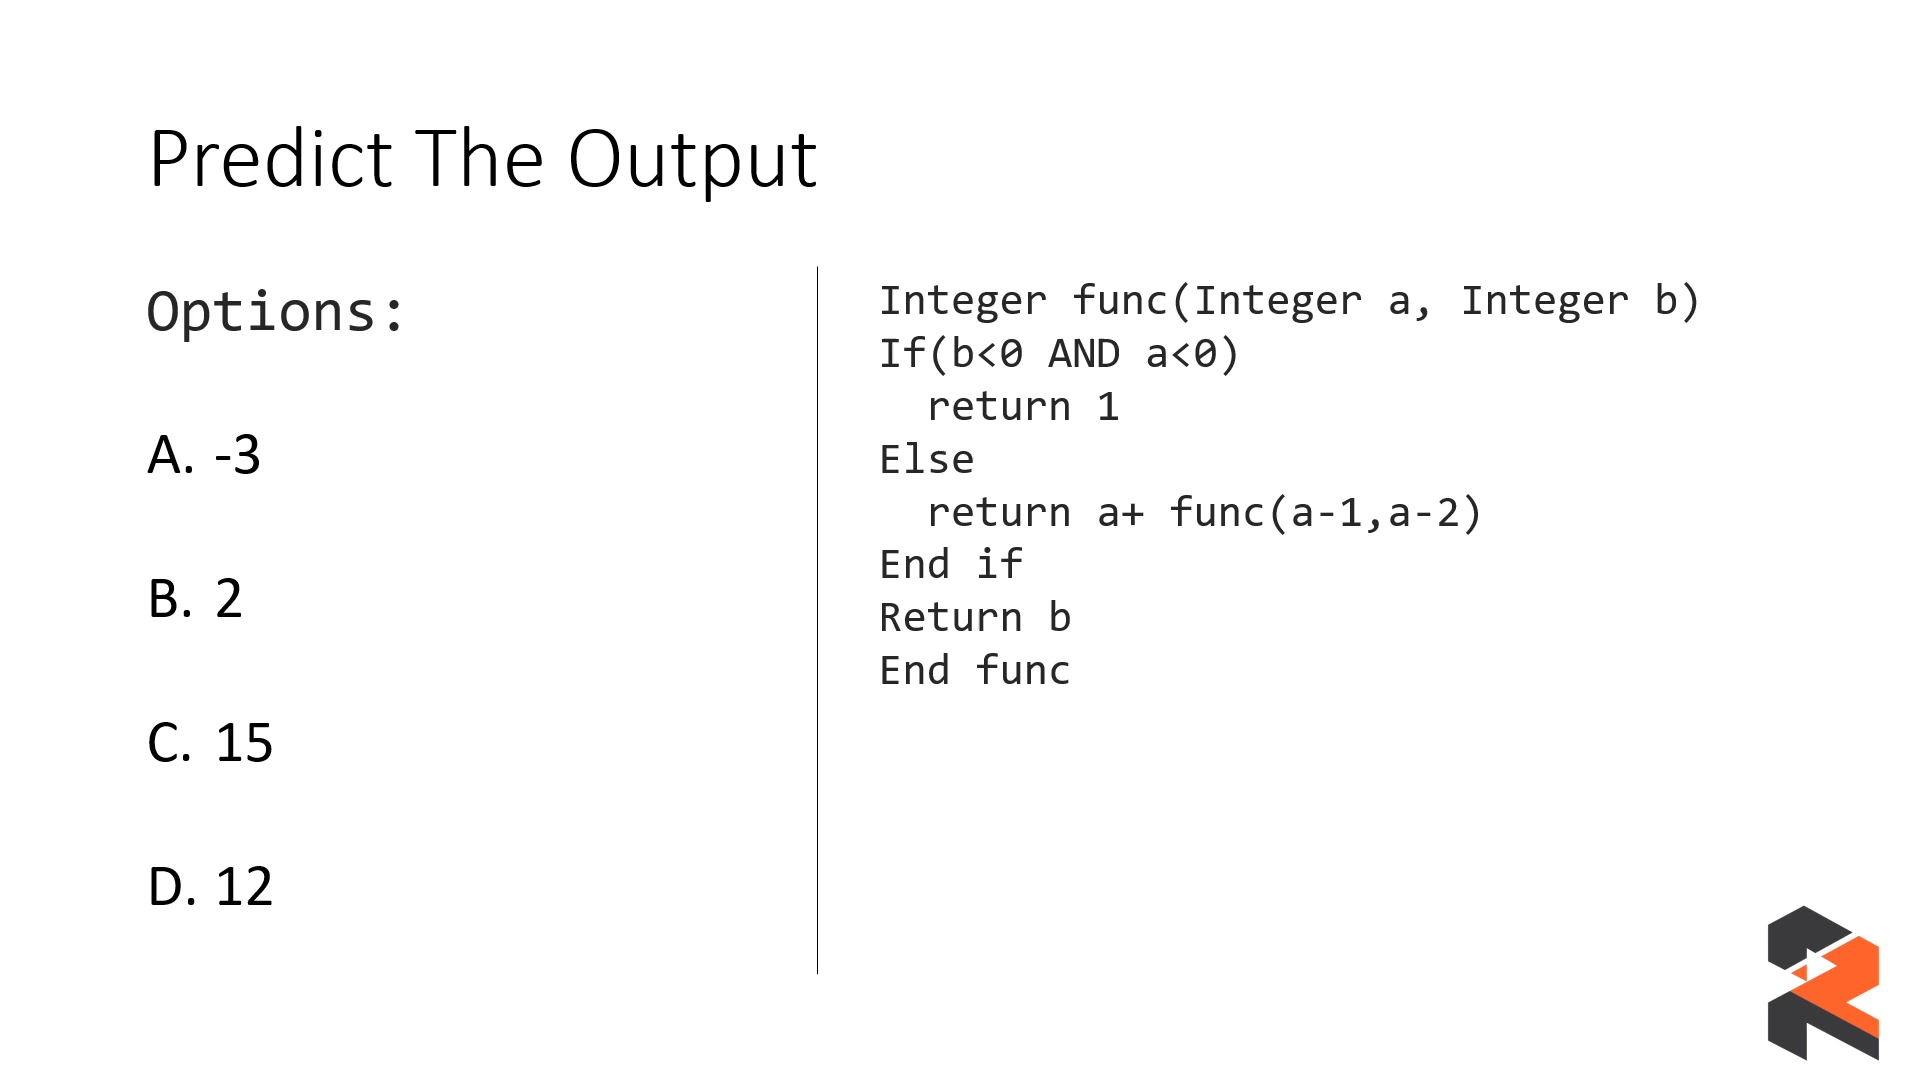 Predict The Output
Options:
A. -3
B. 2
C. 15
D. 12
Integer func(Integer a, Integer b)
If(b<0 AND a<0)
  return 1
Else
  return a+ func(a-1,a-2)
End if
Return b
End func